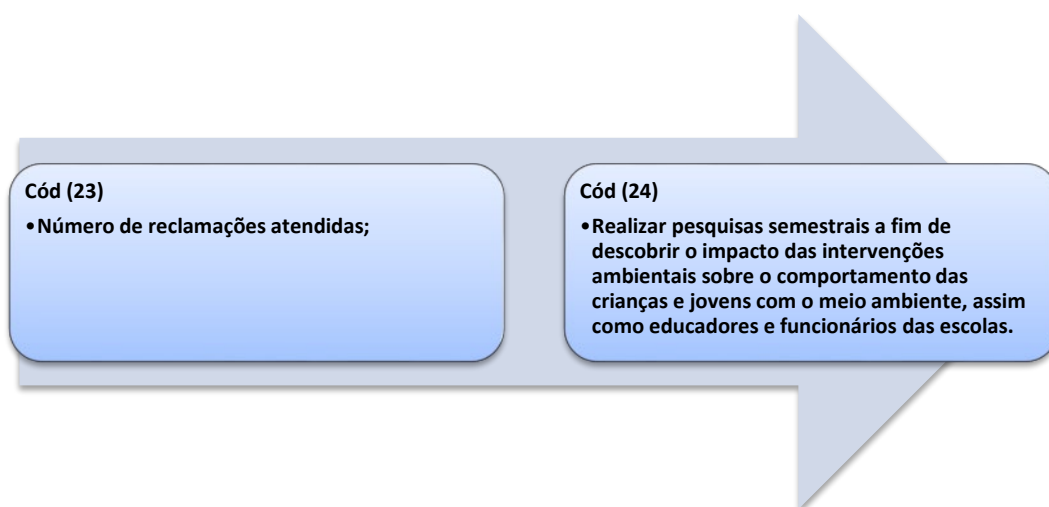 Cód (23)
•Número de reclamações atendidas;
Cód (24)
•Realizar pesquisas semestrais a fim de
descobrir o impacto das intervenções
ambientais sobre o comportamento das
crianças e jovens com o meio ambiente, assim
como educadores e funcionários das escolas.